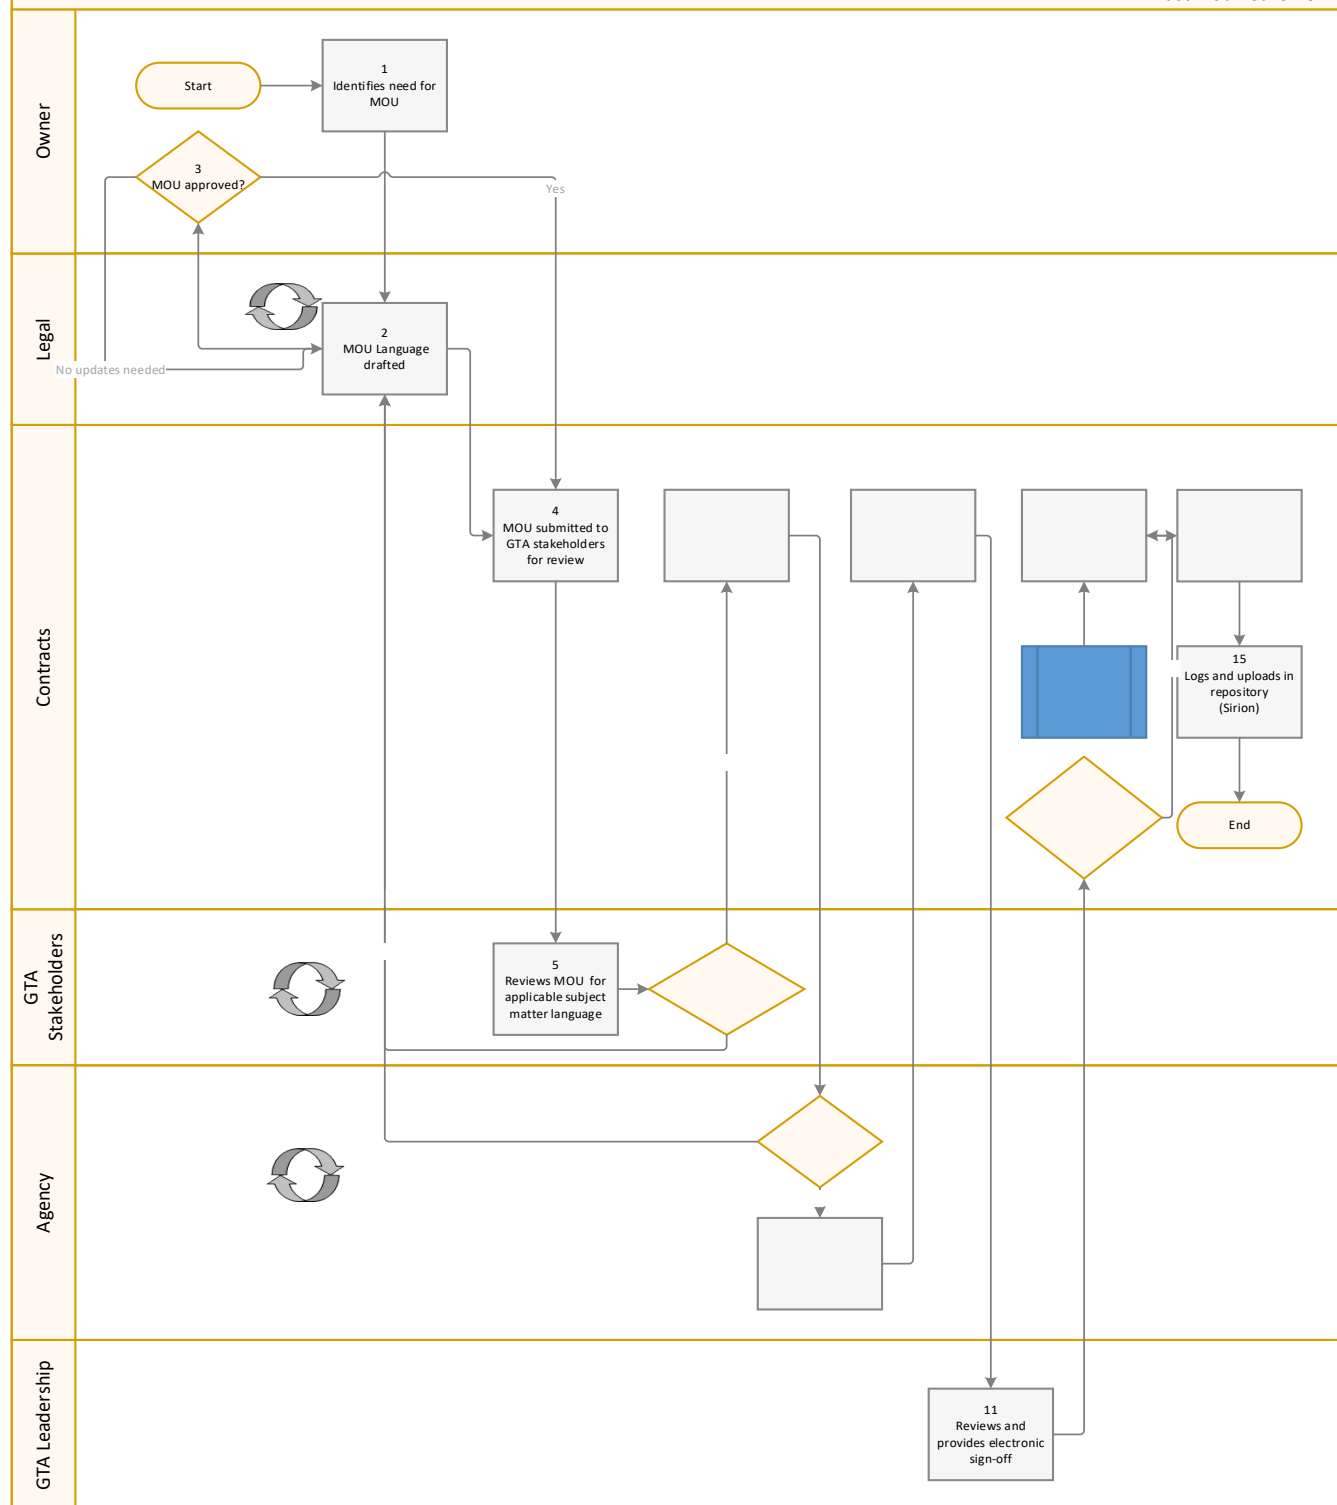 Owner
Start
1
Identifies need for
MOU
3
MOU approved?
Yes
Legal
2
MOU Language
drafted
No updates needed
Contracts
4
MOU submitted to
GTA stakeholders
for review
15
Logs and uploads in
repository
(Sirion)
End
GTA
Stakeholders
5
Reviews MOU for
applicable subject
matter language
Agency
GTA Leadership
11
Reviews and
provides electronic
sign-off